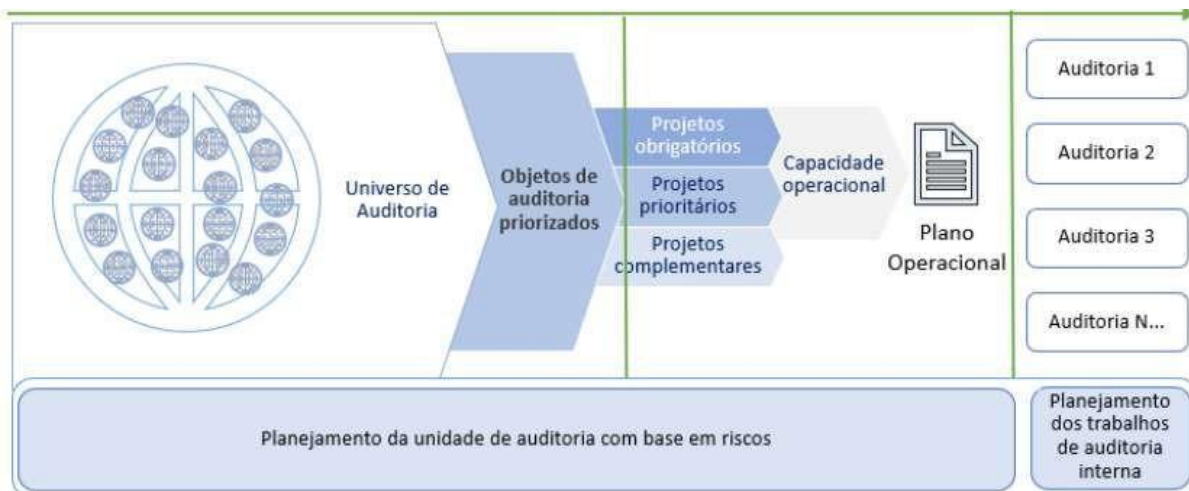 Universo de
Auditoria
Objetos de
auditoria
priorizados
Projetos
obrigatórios
Projetos
prioritários
Projetos
complementares
Capacidade
operacional
Plano
Operacional
Auditoria 1
Auditoria 2
Auditoria 3
Auditoria N...
Planejamento da unidade de auditoria com base em riscos
Planejamento
dos trabalhos
de auditoria
interna